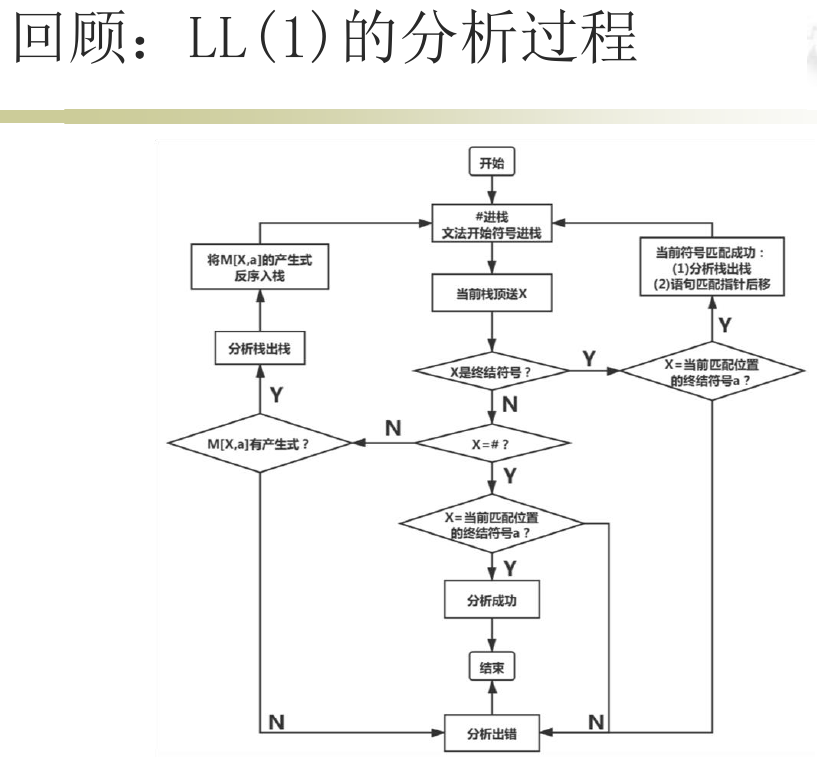 回顾：LL(1)的分析过程
开始
#进栈
文法开始符号进栈
将M[X,a]的产生式
反序入栈
当前符号匹配成功：
(1)分析栈出栈
(2)语句匹配指针后移
当前栈顶送X
分析栈出栈
Y
X是终结符号？
Y
X=当前匹配位置
的终结符号a？
Y
N
M[X,a]有产生式？
N
X=#？
Y
X=当前匹配位置
的终结符号a？
Y
分析成功
结束
N
分析出错
N